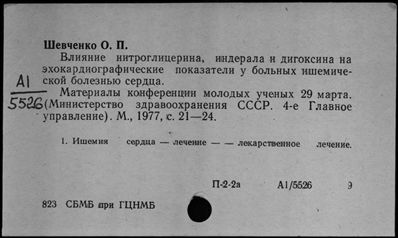 Шевченко О. П.
Влияние нитроглицерина, индерала и дигоксина на
эхокардиографические показатели у больных ишемиче-
ской болезнью сердца.
А1
5526
Материалы конференции молодых ученых 29 марта.
(Министерство здравоохранения СССР. 4-е Главное
управление). М., 1977, с. 21—24.
1. Ишемия сердца — лечение — — лекарственное лечение.
П-2-2а А1/5526 9
823 СБМБ при ГЦНМБ